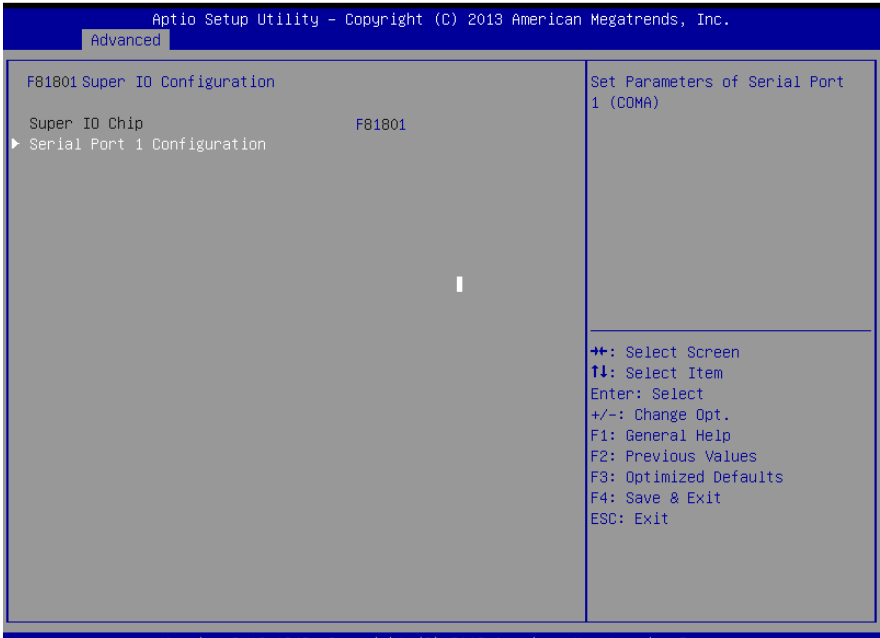 Aptio Setup Utility – Copyright (C) 2013 American Megatrends, Inc.
Advanced
F81801 Super IO Configuration
Super IO Chip F81801
Serial Port 1 Configuration
Set Parameters of Serial Port
1 (COMA)
→←: Select Screen
↑↓: Select Item
Enter: Select
+/-: Change Opt.
F1: General Help
F2: Previous Values
F3: Optimized Defaults
F4: Save & Exit
ESC: Exit